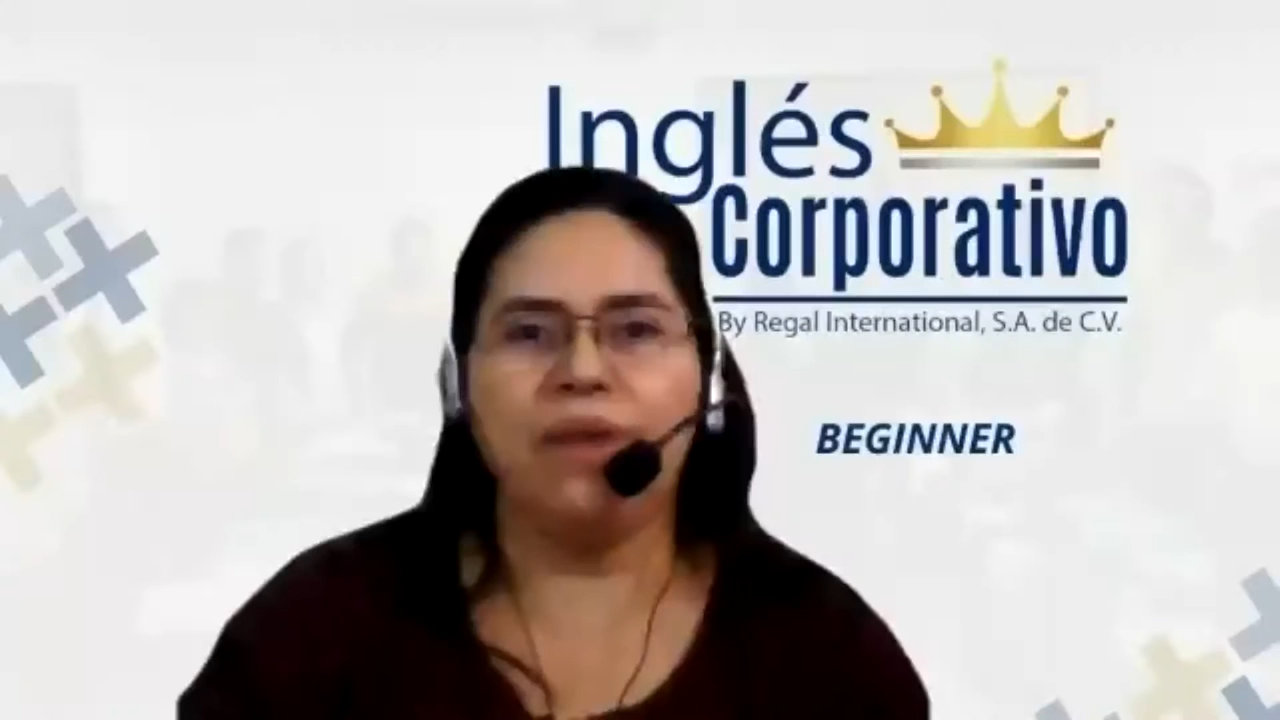 Inglés
Corporativo
By Regal International, S.A. de C.V.
BEGINNER